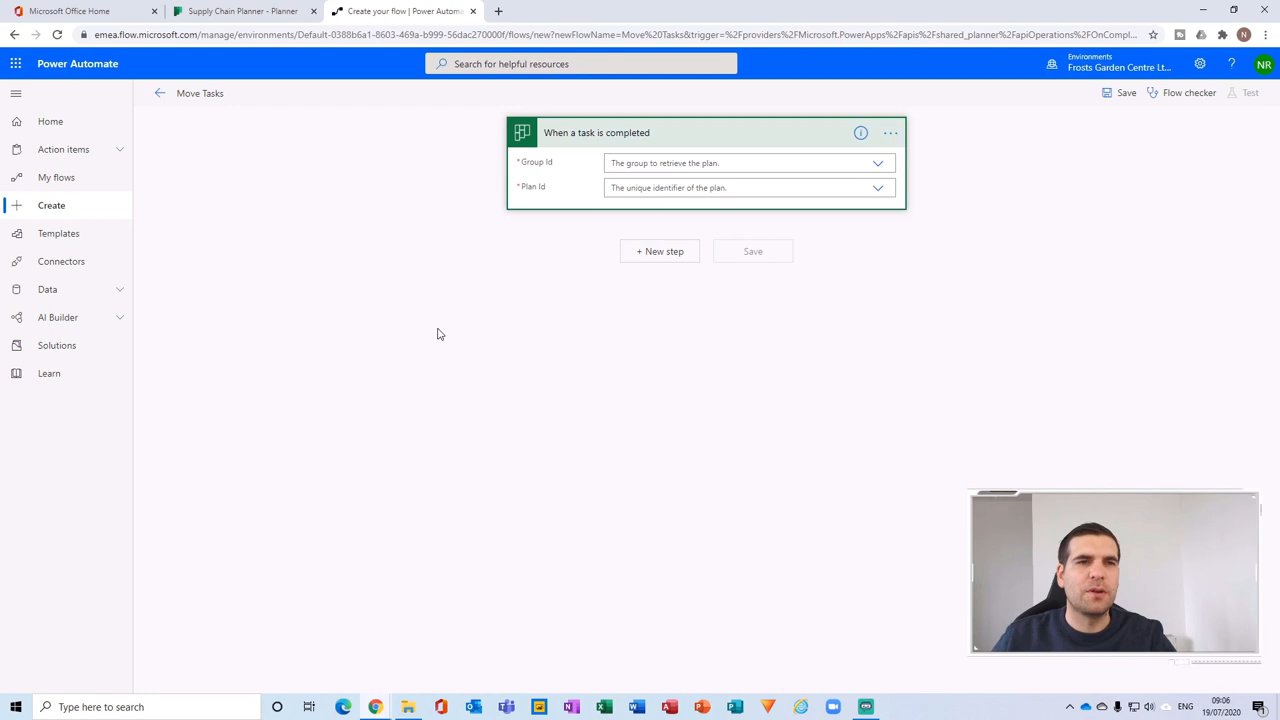 Microsoft Office Home
Supply Chain Planner - Planner
Create your flow | Power Automa
emea.flow.microsoft.com/manage/environments/Default-0388b6a1-8603-469a-b999-56dac270000f/flows/new?newFlowName=Move%20Tasks&trigger=%2Fproviders%2FMicrosoft.PowerApps%2Fapis%2Fshared_planner%2FapiOperations%2FOnCompl...
N
Power Automate
Search for helpful resources
Environments
Frosts Garden Centre Lt...
?
NR
Move Tasks
Save
Flow checker
Test
Home
Action items
My flows
Create
Templates
Connectors
Data
AI Builder
Solutions
Learn
When a task is completed
* Group Id
The group to retrieve the plan.
* Plan Id
The unique identifier of the plan.
+ New step
Save
Type here to search
ENG
09:06
19/07/2020